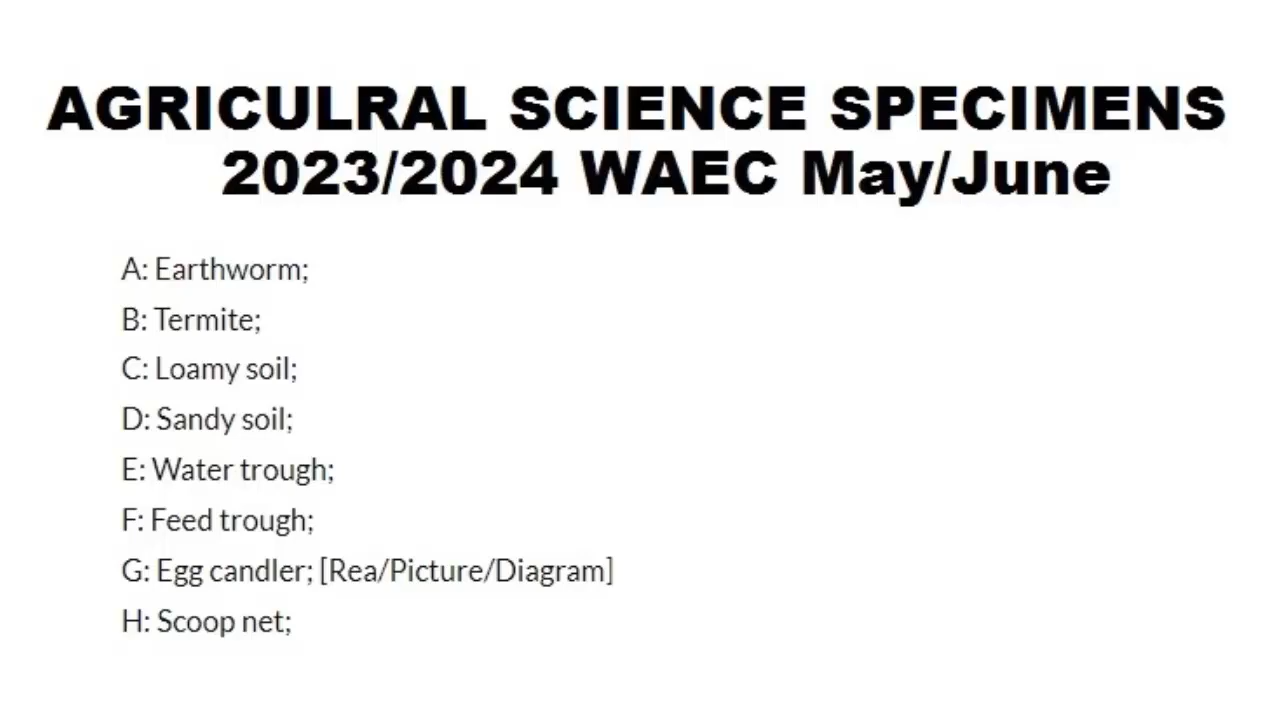 AGRICULRAL SCIENCE SPECIMENS
2023/2024 WAEC May/June
A: Earthworm;
B: Termite;
C: Loamy soil;
D: Sandy soil;
E: Water trough;
F: Feed trough;
G: Egg candler; [Rea/Picture/Diagram]
H: Scoop net;